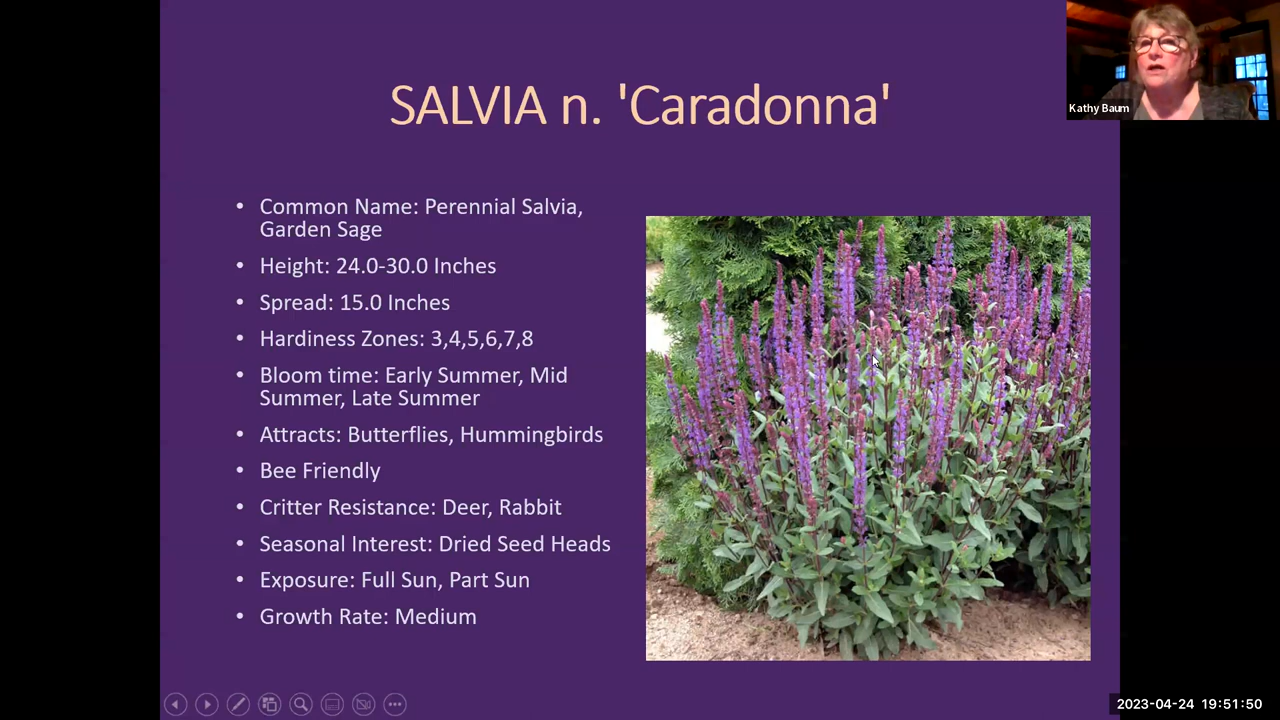 SALVIA n. 'Caradonna'
Kathy Baum
• Common Name: Perennial Salvia,
Garden Sage
• Height: 24.0-30.0 Inches
• Spread: 15.0 Inches
• Hardiness Zones: 3,4,5,6,7,8
• Bloom time: Early Summer, Mid
Summer, Late Summer
• Attracts: Butterflies, Hummingbirds
• Bee Friendly
• Critter Resistance: Deer, Rabbit
• Seasonal Interest: Dried Seed Heads
• Exposure: Full Sun, Part Sun
• Growth Rate: Medium
2023-04-24 19:51:50